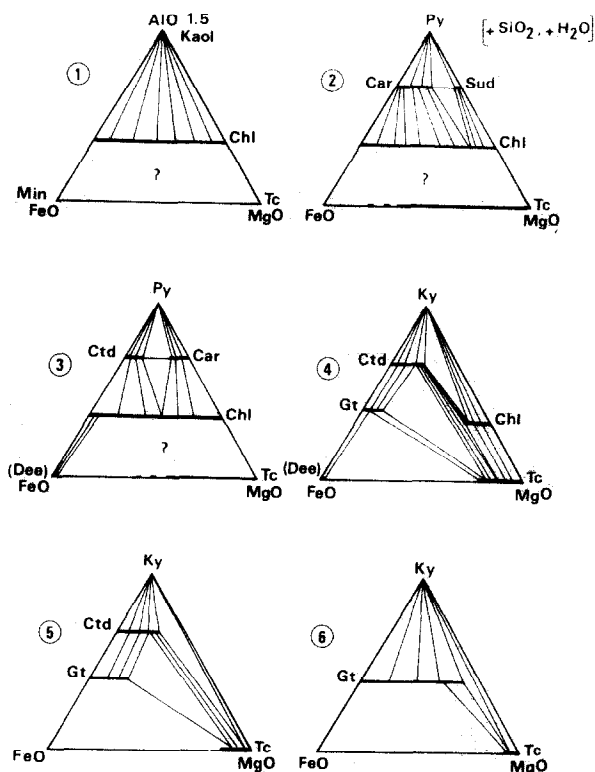 AlO 1.5
Kaol
1
Chl
?
Min
FeO
Tc
MgO
Py
[+ SiO2, + H2O]
2
Car
Sud
Chl
?
FeO
Tc
MgO
Py
Ctd
Car
3
Chl
?
(Dee)
FeO
Tc
MgO
Ky
Ctd
4
Gt
Chl
(Dee)
FeO
Tc
MgO
Ky
5
Ctd
Gt
FeO
Tc
MgO
Ky
6
Gt
FeO
Tc
MgO